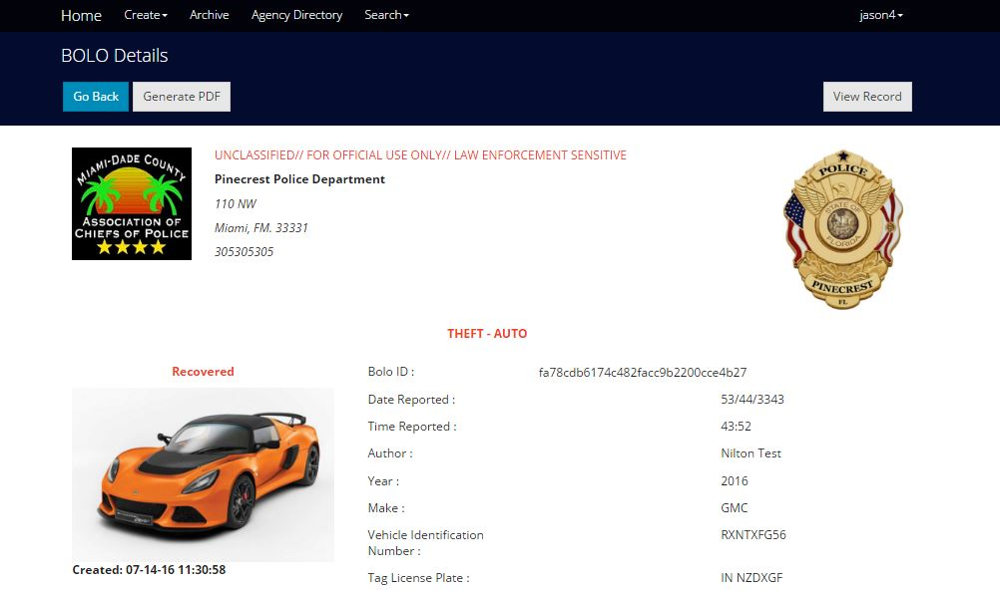 Home Create Archive Agency Directory Search jason4
BOLO Details
Go Back Generate PDF View Record
MIAMI-DADE COUNTY
ASSOCIATION OF
CHIEFS OF POLICE
UNCLASSIFIED// FOR OFFICIAL USE ONLY// LAW ENFORCEMENT SENSITIVE
Pinecrest Police Department
110 NW
Miami, FM. 33331
305305305
POLICE
STATE OF
FLORIDA
PINECREST
FL
THEFT - AUTO
Recovered
Bolo ID : fa78cdb6174c482facc9b2200cce4b27
Date Reported : 53/44/3343
Time Reported : 43:52
Author : Nilton Test
Year : 2016
Make : GMC
Vehicle Identification
Number : RXNTXFG56
Tag License Plate : IN NZDXGF
Created: 07-14-16 11:30:58